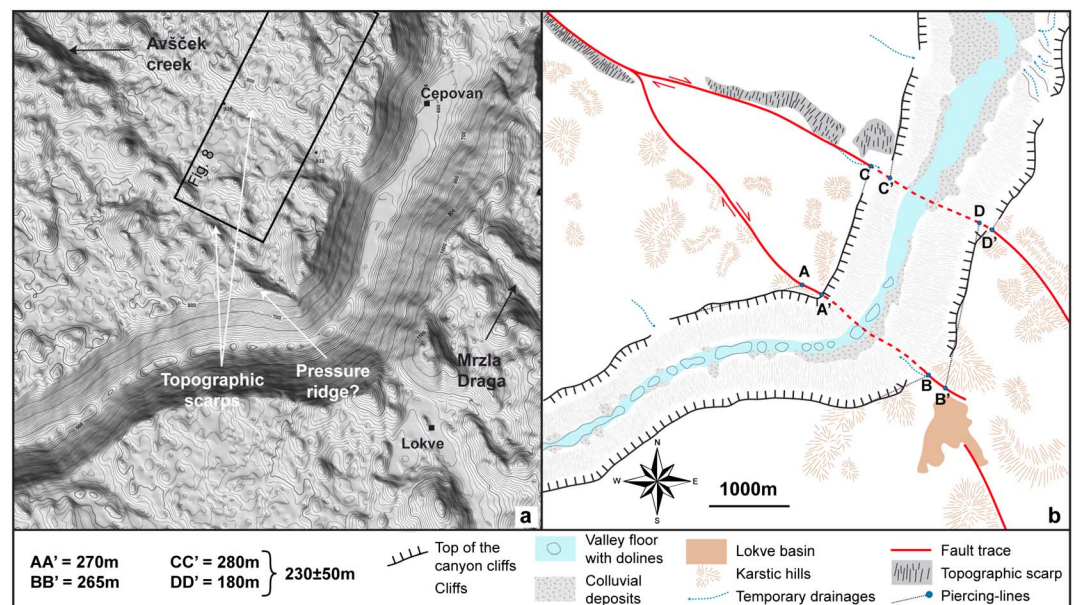 Avšček
creek
Fig. 8
Čepovan
Topographic
scarps
Pressure
ridge?
Mrzla
Draga
Lokve
a
C
C'
D
D'
A
A'
B
B'
N
W
E
S
1000m
b
AA' = 270m
BB' = 265m
CC' = 280m
DD' = 180m
230±50m
Top of the
canyon cliffs
Cliffs
Valley floor
with dolines
Colluvial
deposits
Lokve basin
Karstic hills
Temporary drainages
Fault trace
Topographic scarp
Piercing-lines